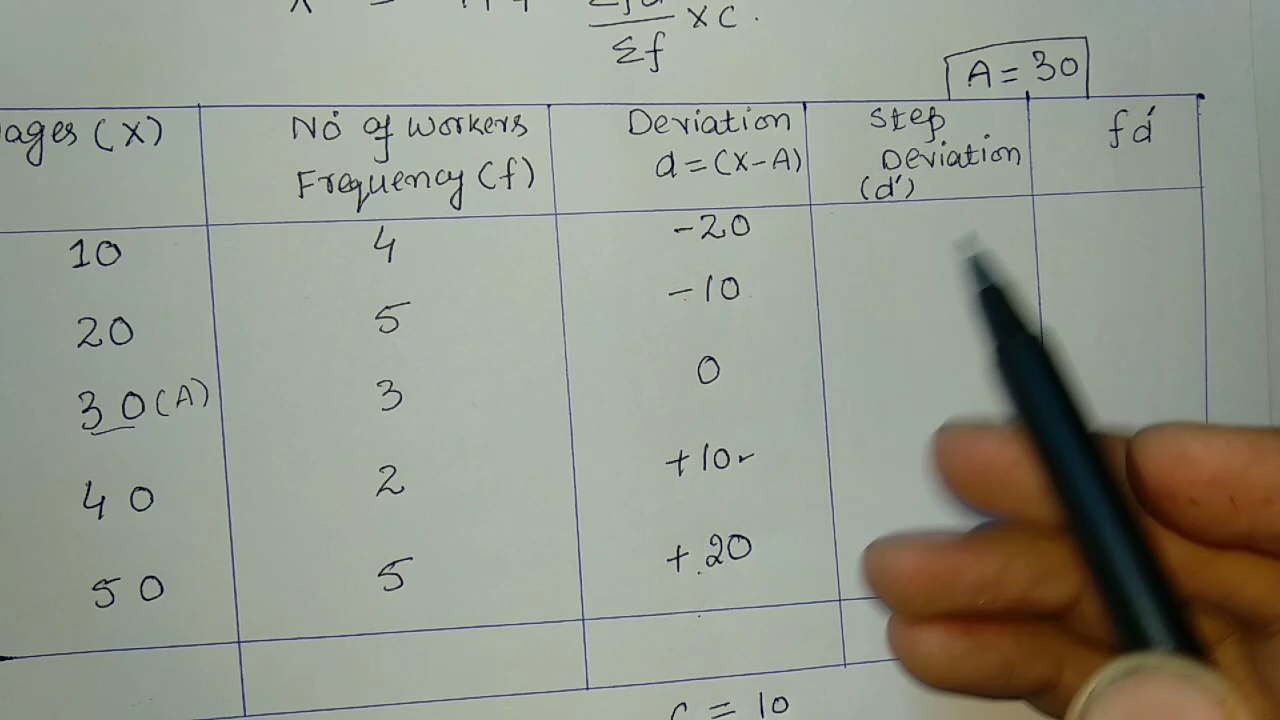 Σf × C.
A = 30
ages (X)
No of Workers
Frequency (f)
Deviation
d = (X-A)
Step
Deviation
(d')
fd'
10 4 -20
20 5 -10
30 (A) 3 0
40 2 +10
50 5 +20
C = 10